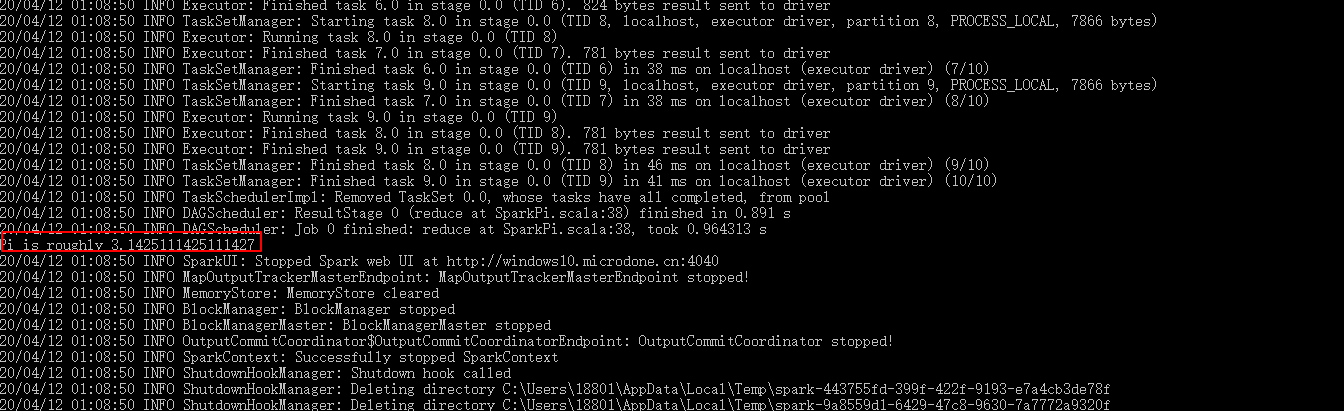 20/04/12 01:08:50 INFO Executor: Finished task 6.0 in stage 0.0 (TID 6). 824 bytes result sent to driver
20/04/12 01:08:50 INFO TaskSetManager: Starting task 8.0 in stage 0.0 (TID 8, localhost, executor driver, partition 8, PROCESS_LOCAL, 7866 bytes)
20/04/12 01:08:50 INFO Executor: Running task 8.0 in stage 0.0 (TID 8)
20/04/12 01:08:50 INFO Executor: Finished task 7.0 in stage 0.0 (TID 7). 781 bytes result sent to driver
20/04/12 01:08:50 INFO TaskSetManager: Finished task 6.0 in stage 0.0 (TID 6) in 38 ms on localhost (executor driver) (7/10)
20/04/12 01:08:50 INFO TaskSetManager: Starting task 9.0 in stage 0.0 (TID 9, localhost, executor driver, partition 9, PROCESS_LOCAL, 7866 bytes)
20/04/12 01:08:50 INFO TaskSetManager: Finished task 7.0 in stage 0.0 (TID 7) in 38 ms on localhost (executor driver) (8/10)
20/04/12 01:08:50 INFO Executor: Running task 9.0 in stage 0.0 (TID 9)
20/04/12 01:08:50 INFO Executor: Finished task 8.0 in stage 0.0 (TID 8). 781 bytes result sent to driver
20/04/12 01:08:50 INFO Executor: Finished task 9.0 in stage 0.0 (TID 9). 781 bytes result sent to driver
20/04/12 01:08:50 INFO TaskSetManager: Finished task 8.0 in stage 0.0 (TID 8) in 46 ms on localhost (executor driver) (9/10)
20/04/12 01:08:50 INFO TaskSetManager: Finished task 9.0 in stage 0.0 (TID 9) in 41 ms on localhost (executor driver) (10/10)
20/04/12 01:08:50 INFO TaskSchedulerImpl: Removed TaskSet 0.0, whose tasks have all completed, from pool
20/04/12 01:08:50 INFO DAGScheduler: ResultStage 0 (reduce at SparkPi.scala:38) finished in 0.891 s
20/04/12 01:08:50 INFO DAGScheduler: Job 0 finished: reduce at SparkPi.scala:38, took 0.964313 s
Pi is roughly 3.1425111425111427
20/04/12 01:08:50 INFO SparkUI: Stopped Spark web UI at http://windows10.microdone.cn:4040
20/04/12 01:08:50 INFO MapOutputTrackerMasterEndpoint: MapOutputTrackerMasterEndpoint stopped!
20/04/12 01:08:50 INFO MemoryStore: MemoryStore cleared
20/04/12 01:08:50 INFO BlockManager: BlockManager stopped
20/04/12 01:08:50 INFO BlockManagerMaster: BlockManagerMaster stopped
20/04/12 01:08:50 INFO OutputCommitCoordinator$OutputCommitCoordinatorEndpoint: OutputCommitCoordinator stopped!
20/04/12 01:08:50 INFO SparkContext: Successfully stopped SparkContext
20/04/12 01:08:50 INFO ShutdownHookManager: Shutdown hook called
20/04/12 01:08:50 INFO ShutdownHookManager: Deleting directory C:\Users\18801\AppData\Local\Temp\spark-443755fd-399f-422f-9193-e7a4cb3de78f
20/04/12 01:08:50 INFO ShutdownHookManager: Deleting directory C:\Users\18801\AppData\Local\Temp\spark-9a8559d1-6429-47c8-9630-7a7772a9320f